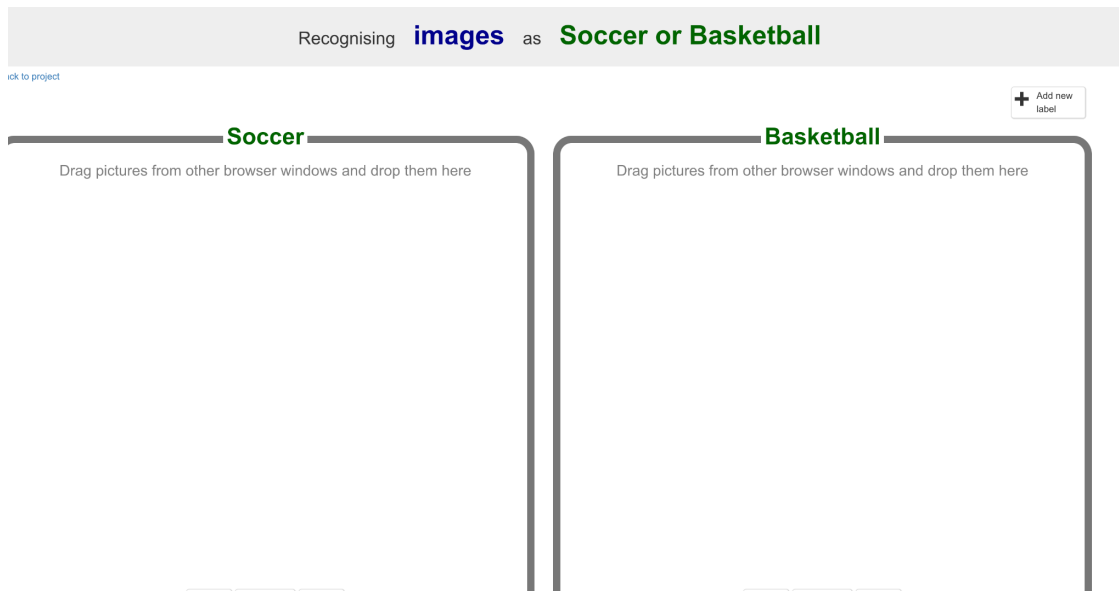 Recognising images as Soccer or Basketball
ck to project
Add new
label
Soccer
Basketball
Drag pictures from other browser windows and drop them here
Drag pictures from other browser windows and drop them here